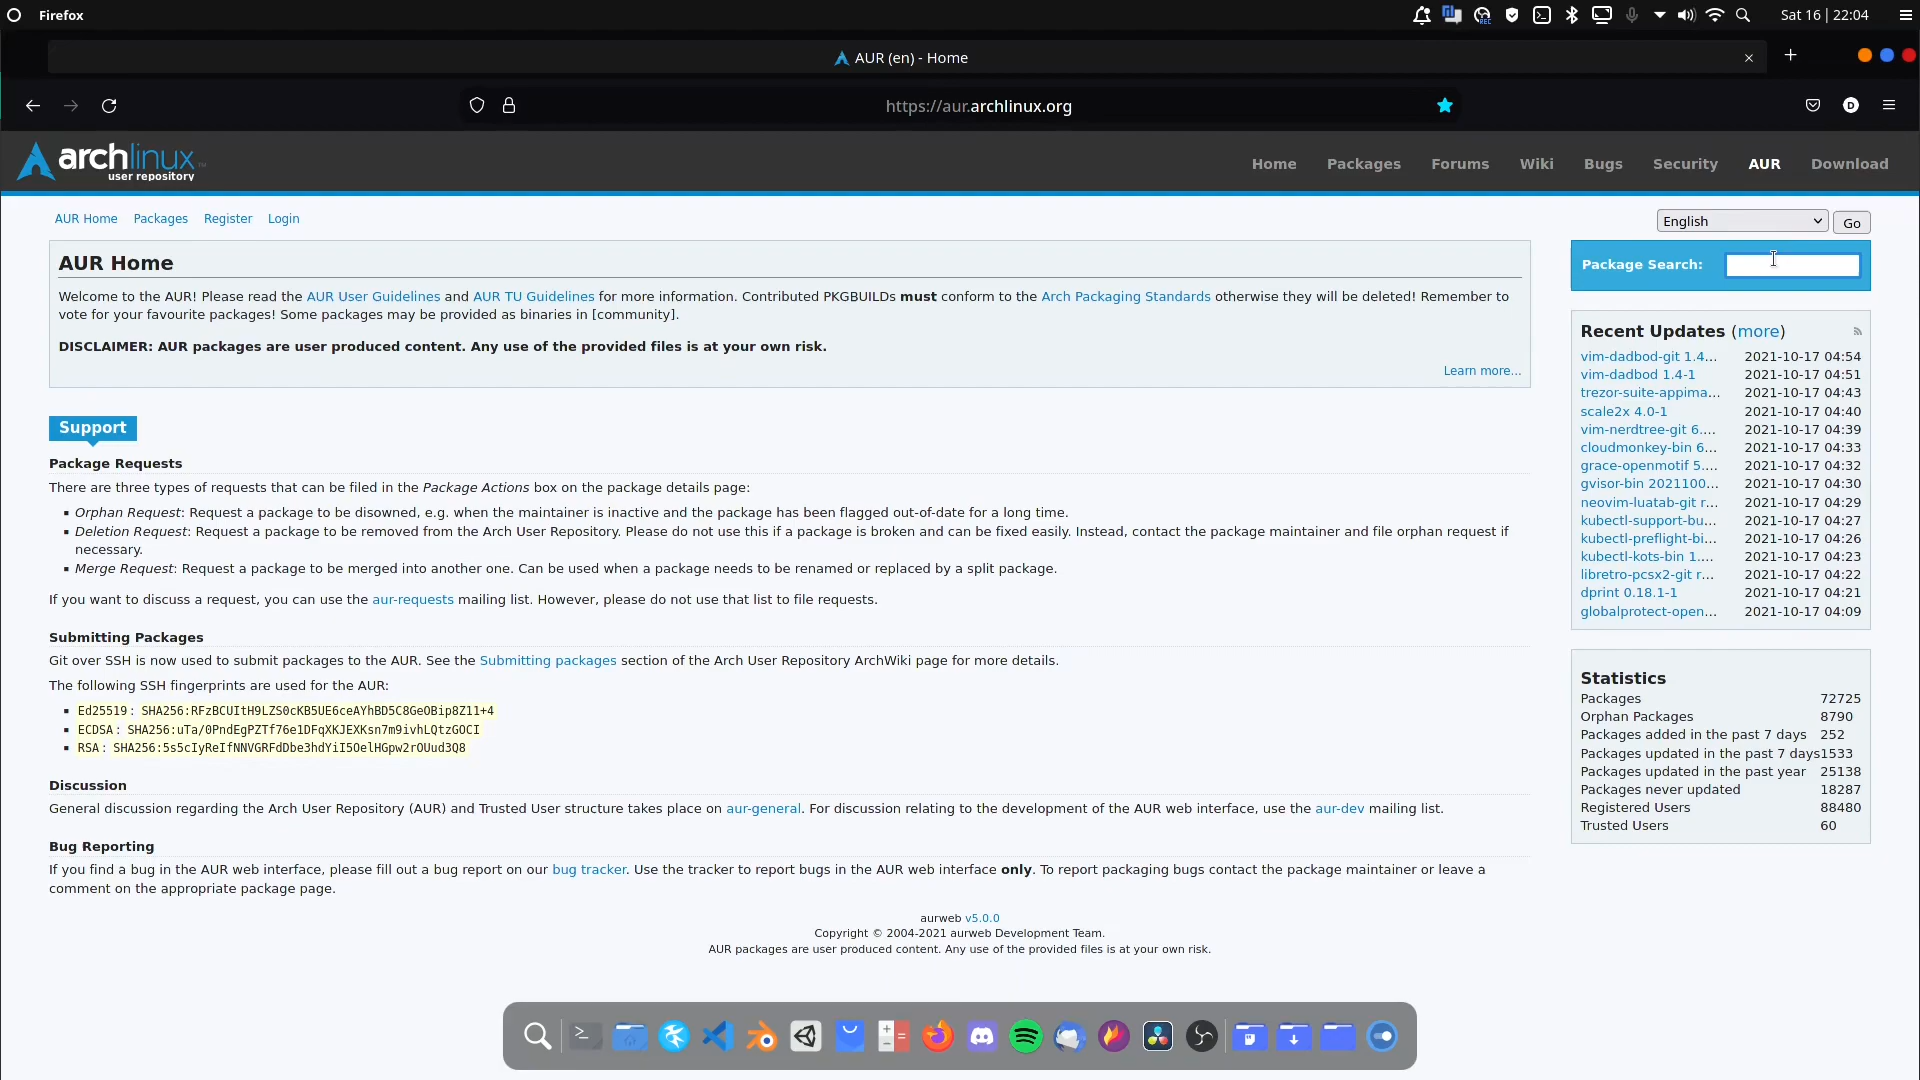 Firefox
REC
Sat 16 | 22:04
AUR (en) - Home
https://aur.archlinux.org
D
archlinux
user repository
Home Packages Forums Wiki Bugs Security AUR Download
AUR Home Packages Register Login
English
Go
AUR Home
Welcome to the AUR! Please read the AUR User Guidelines and AUR TU Guidelines for more information. Contributed PKGBUILDs must conform to the Arch Packaging Standards otherwise they will be deleted! Remember to
vote for your favourite packages! Some packages may be provided as binaries in [community].
DISCLAIMER: AUR packages are user produced content. Any use of the provided files is at your own risk.
Learn more...
Support
Package Requests
There are three types of requests that can be filed in the Package Actions box on the package details page:
▪ Orphan Request: Request a package to be disowned, e.g. when the maintainer is inactive and the package has been flagged out-of-date for a long time.
▪ Deletion Request: Request a package to be removed from the Arch User Repository. Please do not use this if a package is broken and can be fixed easily. Instead, contact the package maintainer and file orphan request if
necessary.
▪ Merge Request: Request a package to be merged into another one. Can be used when a package needs to be renamed or replaced by a split package.
If you want to discuss a request, you can use the aur-requests mailing list. However, please do not use that list to file requests.
Submitting Packages
Git over SSH is now used to submit packages to the AUR. See the Submitting packages section of the Arch User Repository ArchWiki page for more details.
The following SSH fingerprints are used for the AUR:
▪ Ed25519: SHA256:RFzBCUItH9LZS0cKB5UE6ceAYhBD5C8GeOBip8Z11+4
▪ ECDSA: SHA256:uTa/0PndEgPZTf76e1DFqXKJEXKsn7m9ivhLQtzGOCI
▪ RSA: SHA256:5s5cIyReIfNNVGRFdDbe3hdYiI5OelHGpw2rOUud3Q8
Discussion
General discussion regarding the Arch User Repository (AUR) and Trusted User structure takes place on aur-general. For discussion relating to the development of the AUR web interface, use the aur-dev mailing list.
Bug Reporting
If you find a bug in the AUR web interface, please fill out a bug report on our bug tracker. Use the tracker to report bugs in the AUR web interface only. To report packaging bugs contact the package maintainer or leave a
comment on the appropriate package page.
Package Search:
Recent Updates (more)
vim-dadbod-git 1.4... 2021-10-17 04:54
vim-dadbod 1.4-1 2021-10-17 04:51
trezor-suite-appima... 2021-10-17 04:43
scale2x 4.0-1 2021-10-17 04:40
vim-nerdtree-git 6.... 2021-10-17 04:39
cloudmonkey-bin 6... 2021-10-17 04:33
grace-openmotif 5.... 2021-10-17 04:32
gvisor-bin 2021100... 2021-10-17 04:30
neovim-luatab-git r... 2021-10-17 04:29
kubectl-support-bu... 2021-10-17 04:27
kubectl-preflight-bi... 2021-10-17 04:26
kubectl-kots-bin 1.... 2021-10-17 04:23
libretro-pcsx2-git r... 2021-10-17 04:22
dprint 0.18.1-1 2021-10-17 04:21
globalprotect-open... 2021-10-17 04:09
Statistics
Packages 72725
Orphan Packages 8790
Packages added in the past 7 days 252
Packages updated in the past 7 days 1533
Packages updated in the past year 25138
Packages never updated 18287
Registered Users 88480
Trusted Users 60
aurweb v5.0.0
Copyright © 2004-2021 aurweb Development Team.
AUR packages are user produced content. Any use of the provided files is at your own risk.